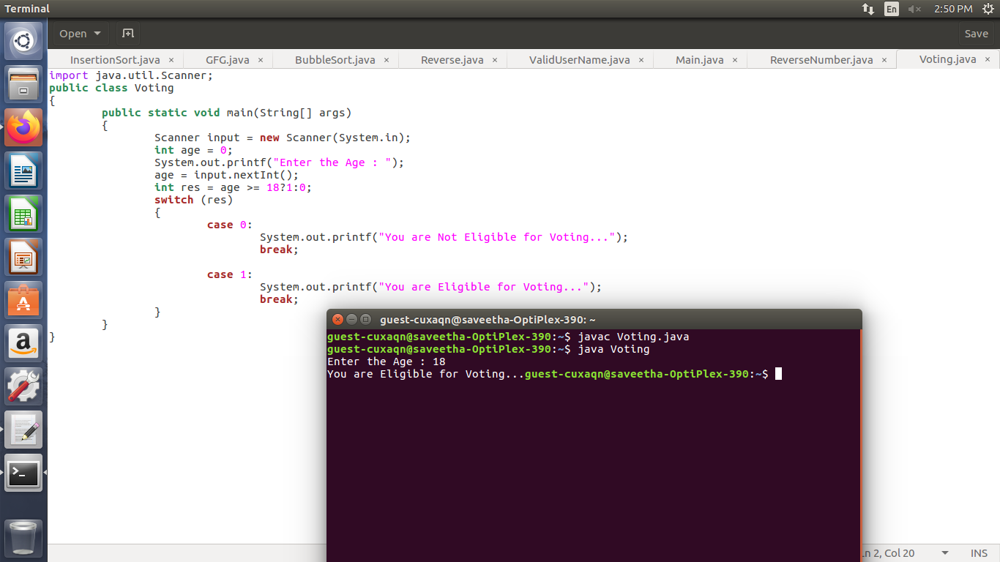 Terminal
En
2:50 PM
Open
Save
InsertionSort.java × GFG.java × BubbleSort.java × Reverse.java × ValidUserName.java × Main.java × ReverseNumber.java × Voting.java ×
import java.util.Scanner;
public class Voting
{
        public static void main(String[] args)
        {
                Scanner input = new Scanner(System.in);
                int age = 0;
                System.out.printf("Enter the Age : ");
                age = input.nextInt();
                int res = age >= 18?1:0;
                switch (res)
                {
                        case 0:
                                System.out.printf("You are Not Eligible for Voting...");
                                break;
                        case 1:
                                System.out.printf("You are Eligible for Voting...");
                                break;
                }
        }
}
guest-cuxaqn@saveetha-OptiPlex-390: ~
guest-cuxaqn@saveetha-OptiPlex-390:~$ javac Voting.java
guest-cuxaqn@saveetha-OptiPlex-390:~$ java Voting
Enter the Age : 18
You are Eligible for Voting...guest-cuxaqn@saveetha-OptiPlex-390:~$
Ln 2, Col 20
INS